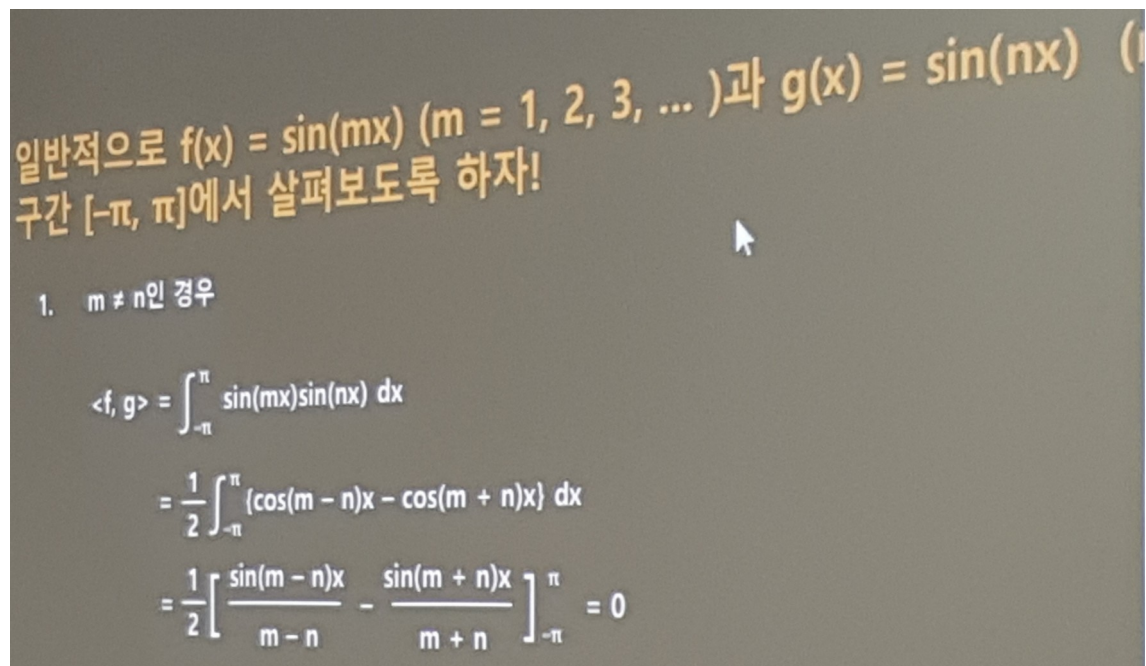 일반적으로 f(x) = sin(mx) (m = 1, 2, 3, ... )과 g(x) = sin(nx) (
구간 [-π, π]에서 살펴보도록 하자!
1. m ≠ n인 경우
<f, g> = ∫_{-π}^{π} sin(mx)sin(nx) dx
= 1/2 ∫_{-π}^{π} {cos(m − n)x − cos(m + n)x} dx
= 1/2 [ sin(m − n)x / m − n − sin(m + n)x / m + n ]_{-π}^{π} = 0